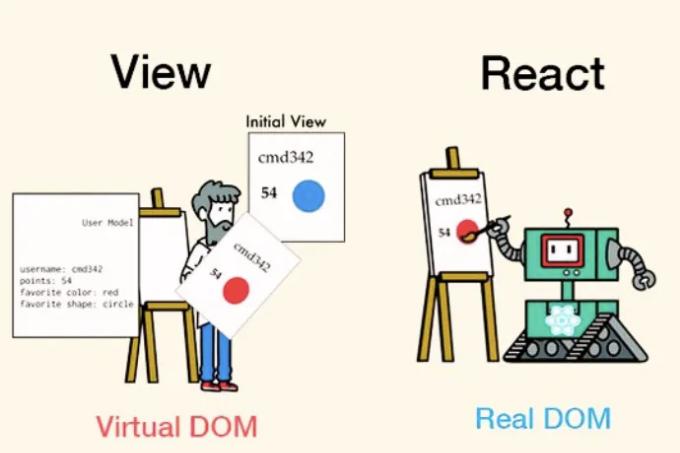 View
React
Initial View
cmd342
54
User Model
username: cmd342
points: 54
favorite color: red
favorite shape: circle
cmd342
54
cmd342
54
Virtual DOM
Real DOM